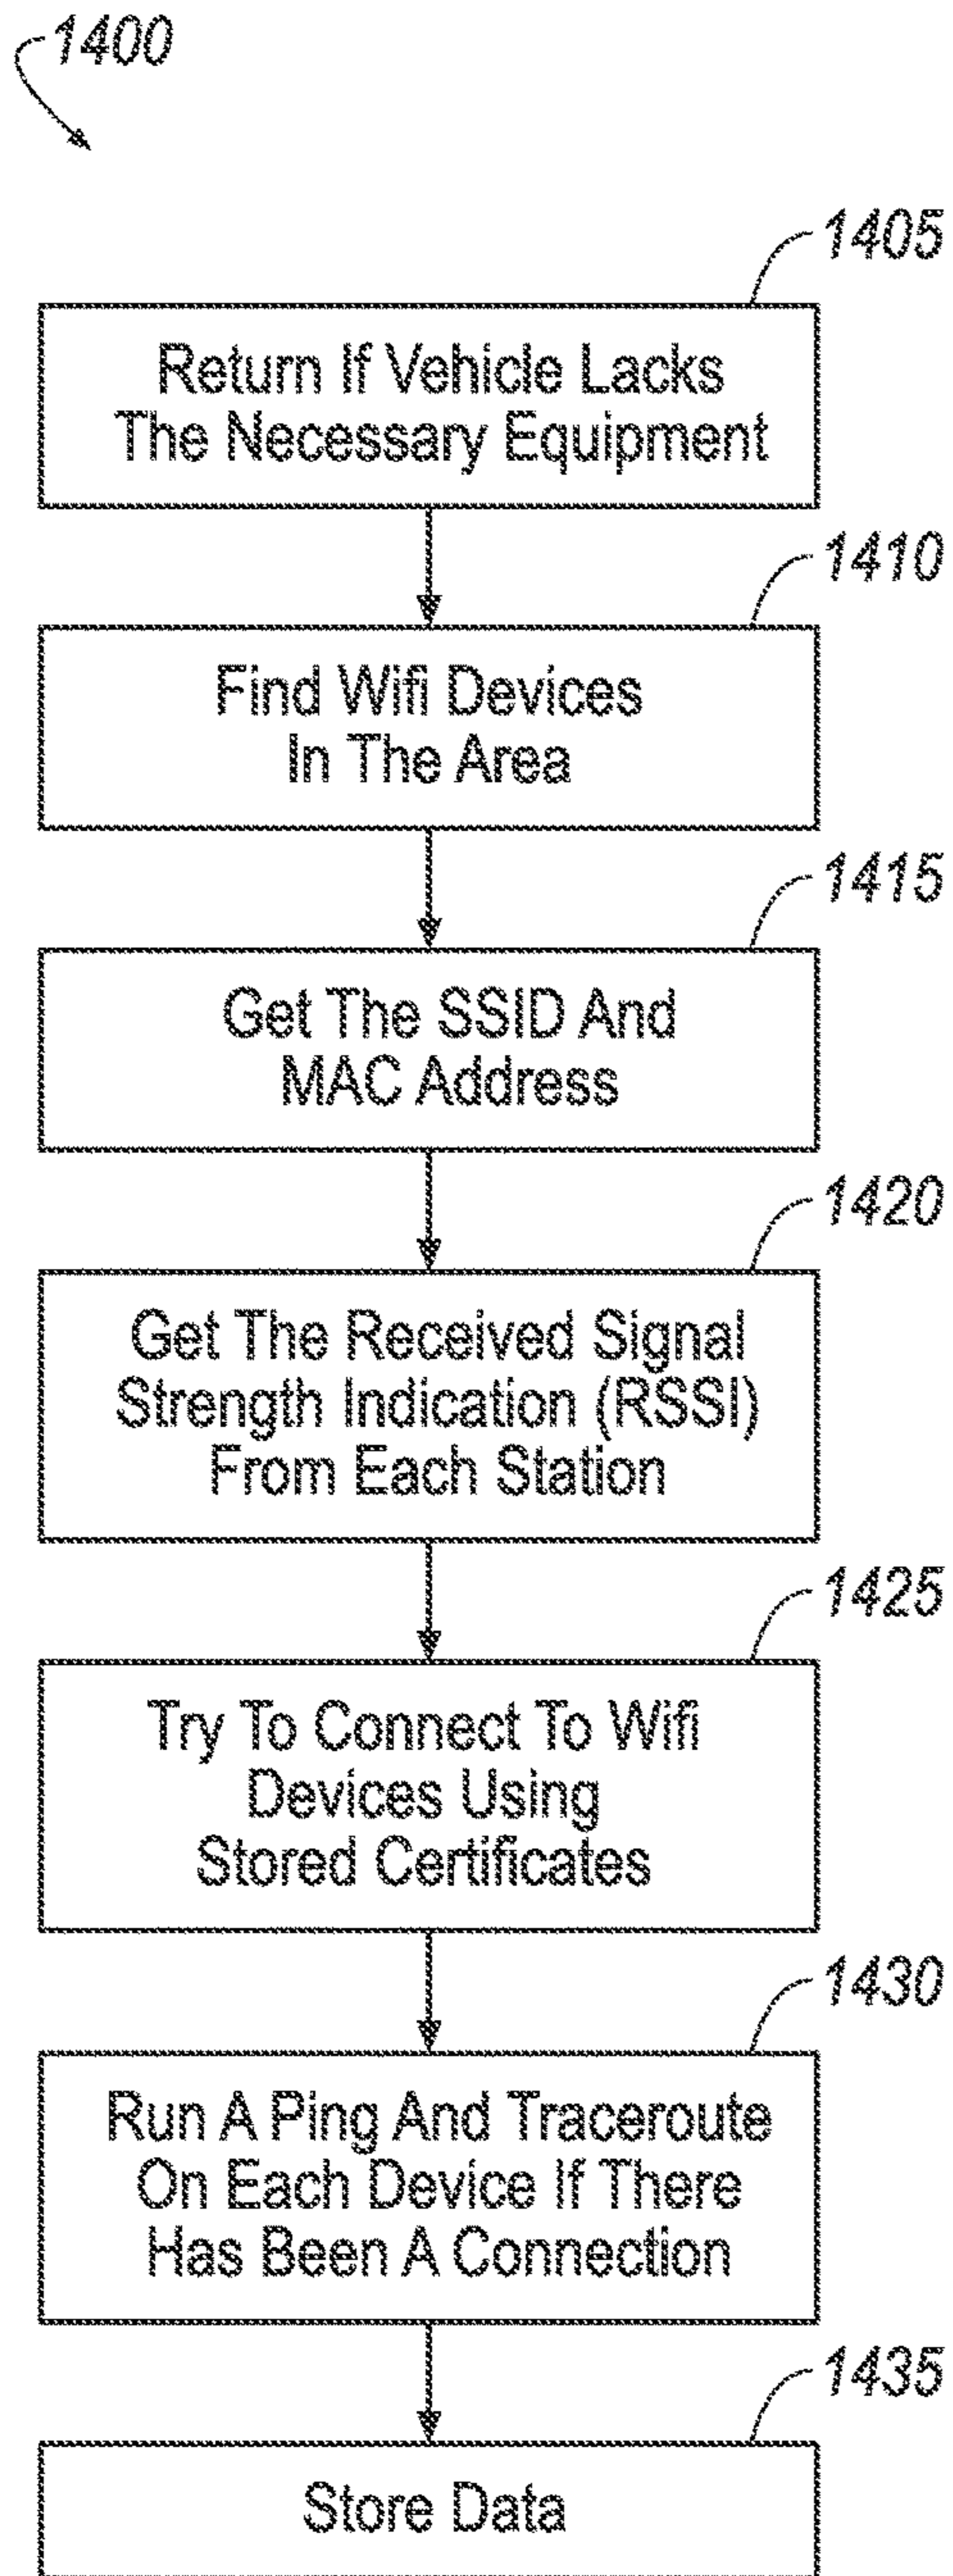 1400
1405
Return If Vehicle Lacks
The Necessary Equipment
1410
Find Wifi Devices
In The Area
1415
Get The SSID And
MAC Address
1420
Get The Received Signal
Strength Indication (RSSI)
From Each Station
1425
Try To Connect To Wifi
Devices Using
Stored Certificates
1430
Run A Ping And Traceroute
On Each Device If There
Has Been A Connection
1435
Store Data